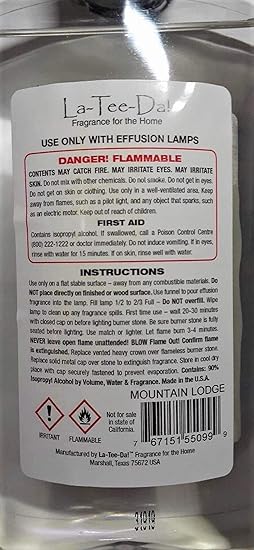 La-Tee-Da!
Fragrance for the Home
USE ONLY WITH EFFUSION LAMPS
DANGER! FLAMMABLE
CONTENTS MAY CATCH FIRE. MAY IRRITATE EYES. MAY IRRITATE
SKIN. Do not mix with other chemicals. Do not smoke. Do not get in eyes.
Do not get on skin or clothing. Use only in a well-ventilated area. Keep
away from flames, such as a pilot light, and any object that sparks, such
as an electric motor. Keep out of reach of children.
FIRST AID
Contains isopropyl alcohol. If swallowed, call a Poison Control Centre
(800) 222-1222 or doctor immediately. Do not induce vomiting. If in eyes,
rinse with water for 15 minutes. If on skin, rinse well with water.
INSTRUCTIONS
Use only on a flat stable surface – away from any combustible materials. Do
NOT place directly on finished or wood surface. Use funnel to pour effusion
fragrance into the lamp. Fill lamp 1/2 to 2/3 Full – DO NOT overfill. Wipe
lamp to clean up any fragrance spills. First time use – wait 20-30 minutes
with closed cap on before lighting burner stone. Be sure burner stone is fully
seated before lighting. Use match or lighter. Let flame burn 3-4 minutes.
NEVER leave open flame unattended! BLOW Flame Out! Confirm flame
is extinguished. Replace vented heavy crown over flameless burner stone.
Replace solid metal cap over stone to extinguish fragrance. Store in cool dry
place with cap securely fastened to prevent evaporation. Contains: 90%
Isopropyl Alcohol by Volume, Water & Fragrance. Made in the U.S.A.
MOUNTAIN LODGE
IRRITANT
FLAMMABLE
Not for sale
in state of
California.
7 67151 55099 9
Manufactured by La-Tee-Da!™ Fragrance for the Home
Marshall, Texas 75672 USA
31919